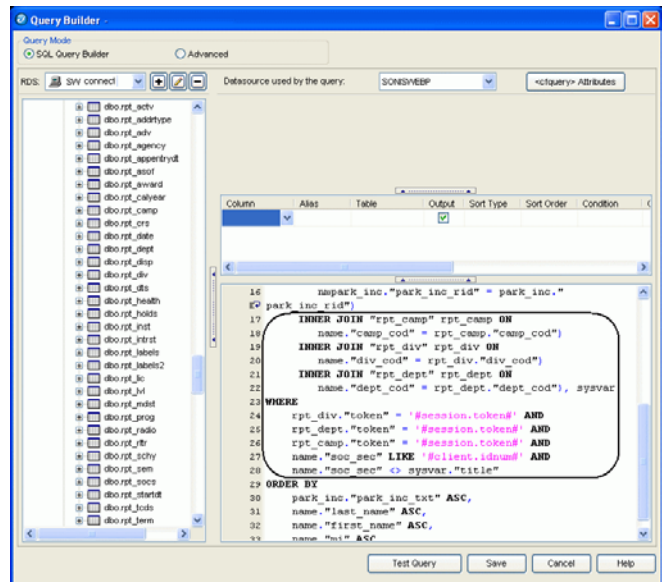 Query Builder -
Query Mode
SQL Query Builder
Advanced
RDS:
SW connect
Datasource used by the query:
SONISWEBP
<cfquery> Attributes
dbo.rpt_actv
dbo.rpt_addrtype
dbo.rpt_adv
dbo.rpt_agency
dbo.rpt_appentrydt
dbo.rpt_asof
dbo.rpt_award
dbo.rpt_calyear
dbo.rpt_camp
dbo.rpt_crs
dbo.rpt_date
dbo.rpt_dept
dbo.rpt_disp
dbo.rpt_div
dbo.rpt_dts
dbo.rpt_health
dbo.rpt_holds
dbo.rpt_inst
dbo.rpt_intrst
dbo.rpt_labels
dbo.rpt_labels2
dbo.rpt_lic
dbo.rpt_lvl
dbo.rpt_mdlst
dbo.rpt_prog
dbo.rpt_radio
dbo.rpt_rltr
dbo.rpt_schy
dbo.rpt_sem
dbo.rpt_socs
dbo.rpt_startdt
dbo.rpt_tcds
dbo.rpt_term
Column Alias Table Output Sort Type Sort Order Condition
16 nmpark_inc."park_inc_rid" = park_inc."
park_inc_rid")
17 INNER JOIN "rpt_camp" rpt_camp ON
18 name."camp_cod" = rpt_camp."camp_cod")
19 INNER JOIN "rpt_div" rpt_div ON
20 name."div_cod" = rpt_div."div_cod")
21 INNER JOIN "rpt_dept" rpt_dept ON
22 name."dept_cod" = rpt_dept."dept_cod"), sysvar
23 WHERE
24 rpt_div."token" = '#session.token#' AND
25 rpt_dept."token" = '#session.token#' AND
26 rpt_camp."token" = '#session.token#' AND
27 name."soc_sec" LIKE '#client.idnum#' AND
28 name."soc_sec" <> sysvar."title"
29 ORDER BY
30 park_inc."park_inc_txt" ASC,
31 name."last_name" ASC,
32 name."first_name" ASC,
33 name."mi" ASC
Test Query
Save
Cancel
Help